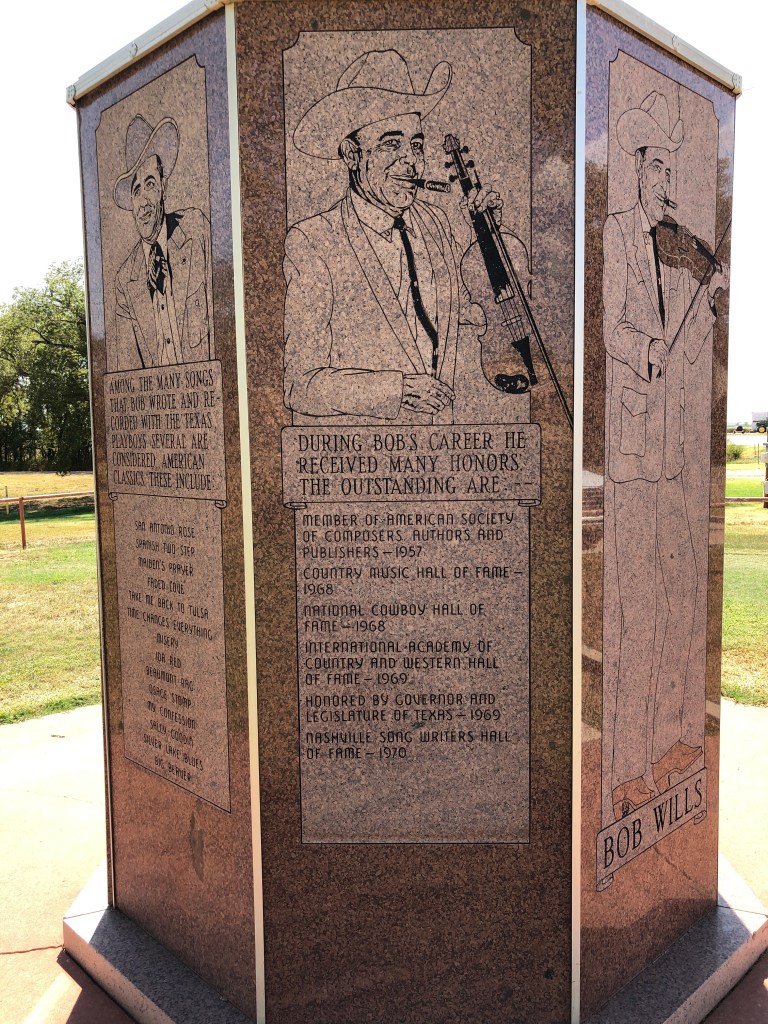 AMONG THE MANY SONGS
THAT BOB WROTE AND RE-
CORDED WITH THE TEXAS
PLAYBOYS SEVERAL ARE
CONSIDERED AMERICAN
CLASSICS. THESE INCLUDE:
SAN ANTONIO ROSE
SPANISH TWO STEP
MAIDEN'S PRAYER
FADED LOVE
TAKE ME BACK TO TULSA
TIME CHANGES EVERYTHING
MISERY
IDA RED
BEAUMONT RAG
OSAGE STOMP
MY CONFESSION
SALTY
SILVER LAKE BLUES
BIG BEAVER
DURING BOB'S CAREER HE
RECEIVED MANY HONORS.
THE OUTSTANDING ARE:--
MEMBER OF AMERICAN SOCIETY
OF COMPOSERS, AUTHORS AND
PUBLISHERS – 1957
COUNTRY MUSIC HALL OF FAME –
1968
NATIONAL COWBOY HALL OF
FAME – 1968
INTERNATIONAL ACADEMY OF
COUNTRY AND WESTERN HALL
OF FAME – 1969
HONORED BY GOVERNOR AND
LEGISLATURE OF TEXAS – 1969
NASHVILLE SONG WRITERS HALL
OF FAME – 1970
BOB WILLS